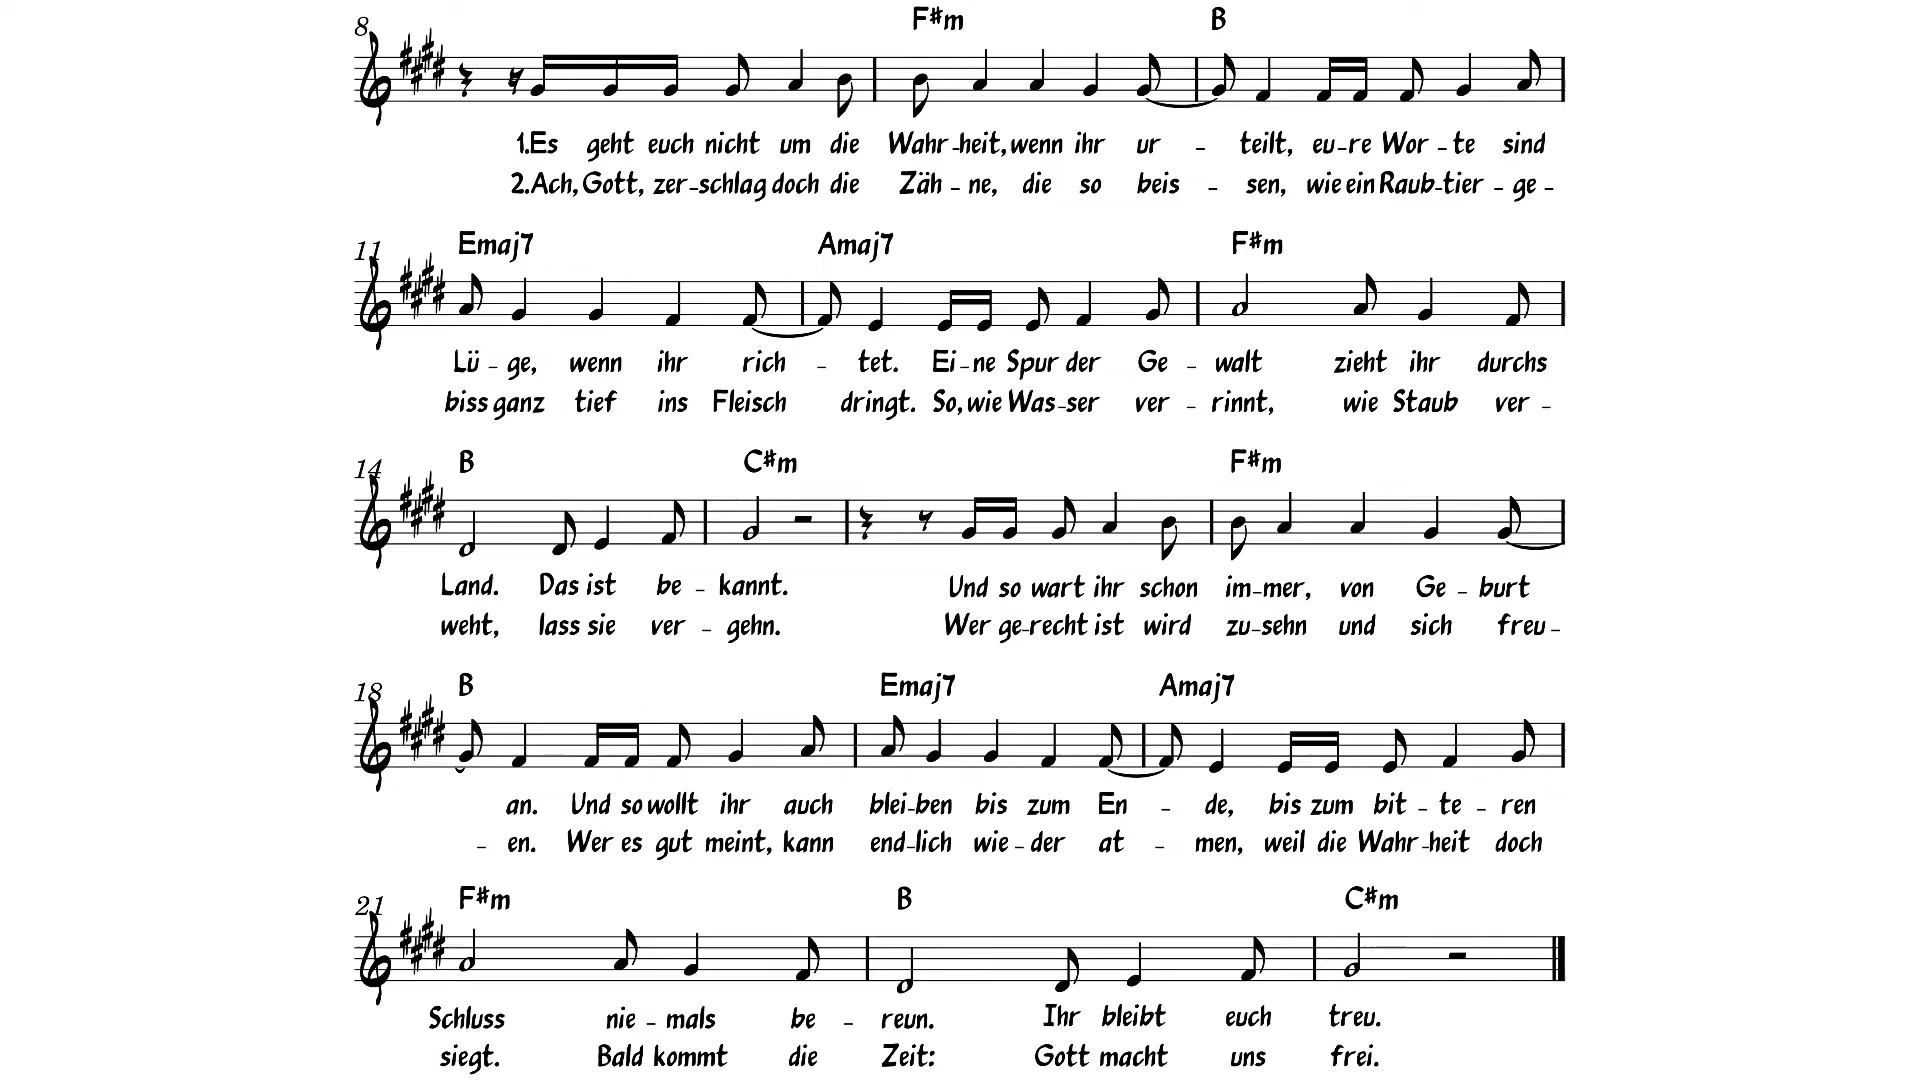 8 F#m B
1.Es geht euch nicht um die Wahr-heit, wenn ihr ur - teilt, eu-re Wor-te sind
2.Ach, Gott, zer-schlag doch die Zäh-ne, die so beis - sen, wie ein Raub-tier-ge-
11 Emaj7 Amaj7 F#m
Lü-ge, wenn ihr rich - tet. Ei-ne Spur der Ge-walt zieht ihr durchs
biss ganz tief ins Fleisch dringt. So, wie Was-ser ver-rinnt, wie Staub ver-
14 B C#m F#m
Land. Das ist be-kannt. Und so wart ihr schon im-mer, von Ge-burt
weht, lass sie ver-gehn. Wer ge-recht ist wird zu-sehn und sich freu-
18 B Emaj7 Amaj7
an. Und so wollt ihr auch blei-ben bis zum En - de, bis zum bit-te-ren
- en. Wer es gut meint, kann end-lich wie-der at - men, weil die Wahr-heit doch
21 F#m B C#m
Schluss nie-mals be-reun. Ihr bleibt euch treu.
siegt. Bald kommt die Zeit: Gott macht uns frei.